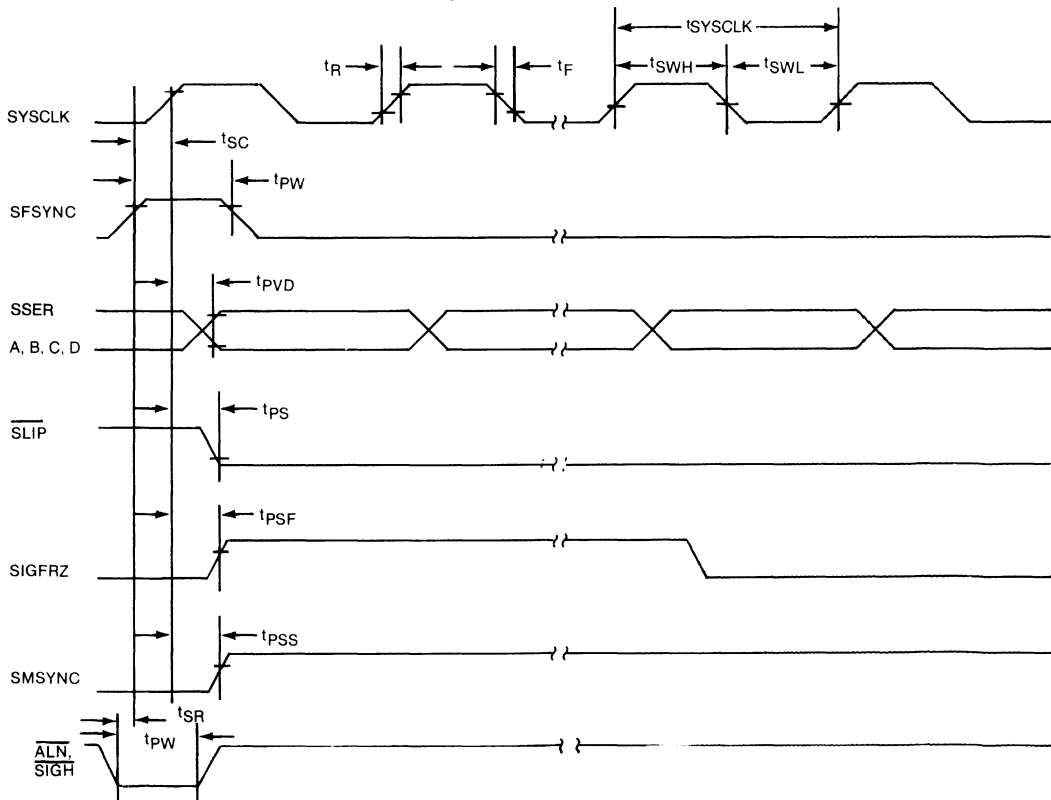 tSYSCLK
tR
tF
tSWH
tSWL
SYSCLK
tSC
tPW
SFSYNC
tPVD
SSER
A, B, C, D
tPS
SLIP
tPSF
SIGFRZ
tPSS
SMSYNC
tSR
tPW
ALN,
SIGH